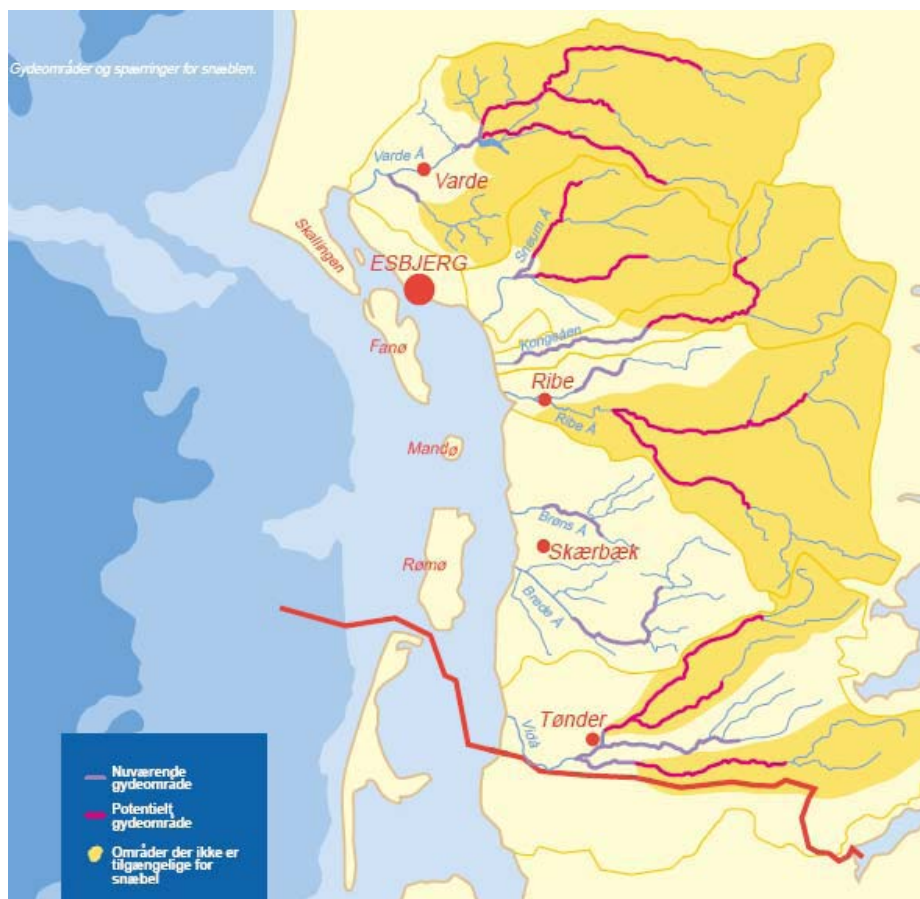 Gydeområder og spærringer for snæblen.
Varde Å
Varde
Skallingen
Sneum Å
ESBJERG
Kongeåen
Fanø
Ribe
Ribe Å
Mandø
Brøns Å
Skærbæk
Rømø
Brede Å
Tønder
Vidå
Nuværende
gydeområde
Potentielt
gydeområde
Områder der ikke er
tilgængelige for
snæbel